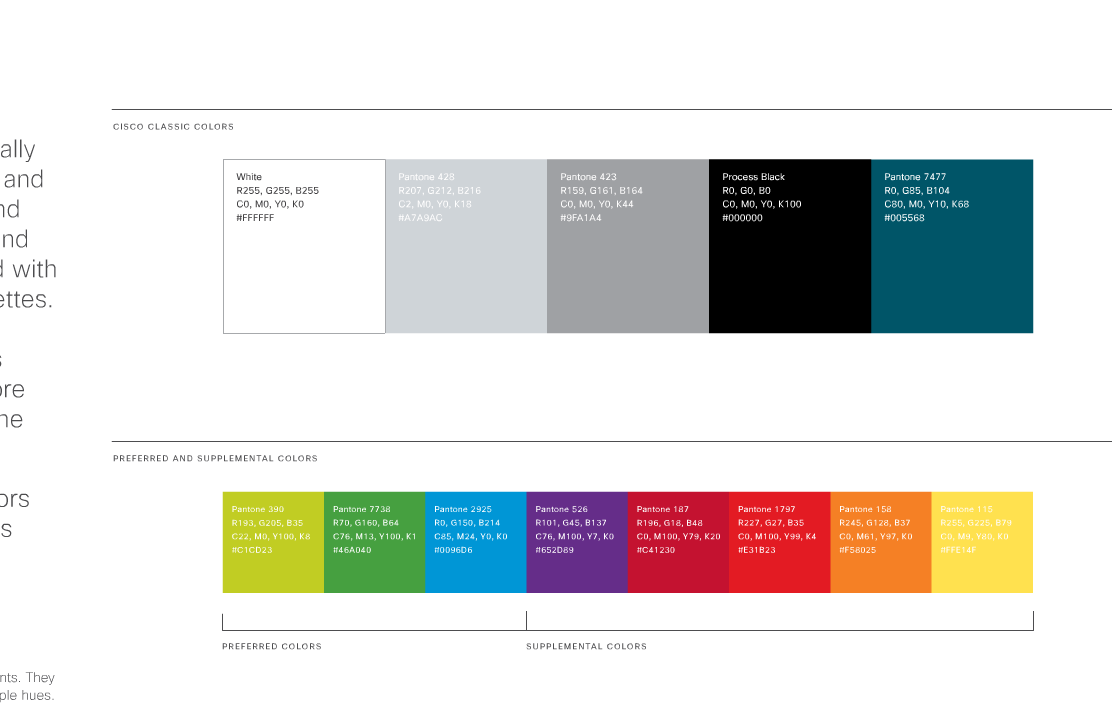 ally
and
nd
nd
d with
ettes.
s
ore
ne
ors
s
nts. They
ple hues.
CISCO CLASSIC COLORS
White
R255, G255, B255
C0, M0, Y0, K0
#FFFFFF
Pantone 428
R207, G212, B216
C2, M0, Y0, K18
#A7A9AC
Pantone 423
R159, G161, B164
C0, M0, Y0, K44
#9FA1A4
Process Black
R0, G0, B0
C0, M0, Y0, K100
#000000
Pantone 7477
R0, G85, B104
C80, M0, Y10, K68
#005568
PREFERRED AND SUPPLEMENTAL COLORS
Pantone 390
R193, G205, B35
C22, M0, Y100, K8
#C1CD23
Pantone 7738
R70, G160, B64
C76, M13, Y100, K1
#46A040
Pantone 2925
R0, G150, B214
C85, M24, Y0, K0
#0096D6
Pantone 526
R101, G45, B137
C76, M100, Y7, K0
#652D89
Pantone 187
R196, G18, B48
C0, M100, Y79, K20
#C41230
Pantone 1797
R227, G27, B35
C0, M100, Y99, K4
#E31B23
Pantone 158
R245, G128, B37
C0, M61, Y97, K0
#F58025
Pantone 115
R255, G225, B79
C0, M9, Y80, K0
#FFE14F
PREFERRED COLORS
SUPPLEMENTAL COLORS